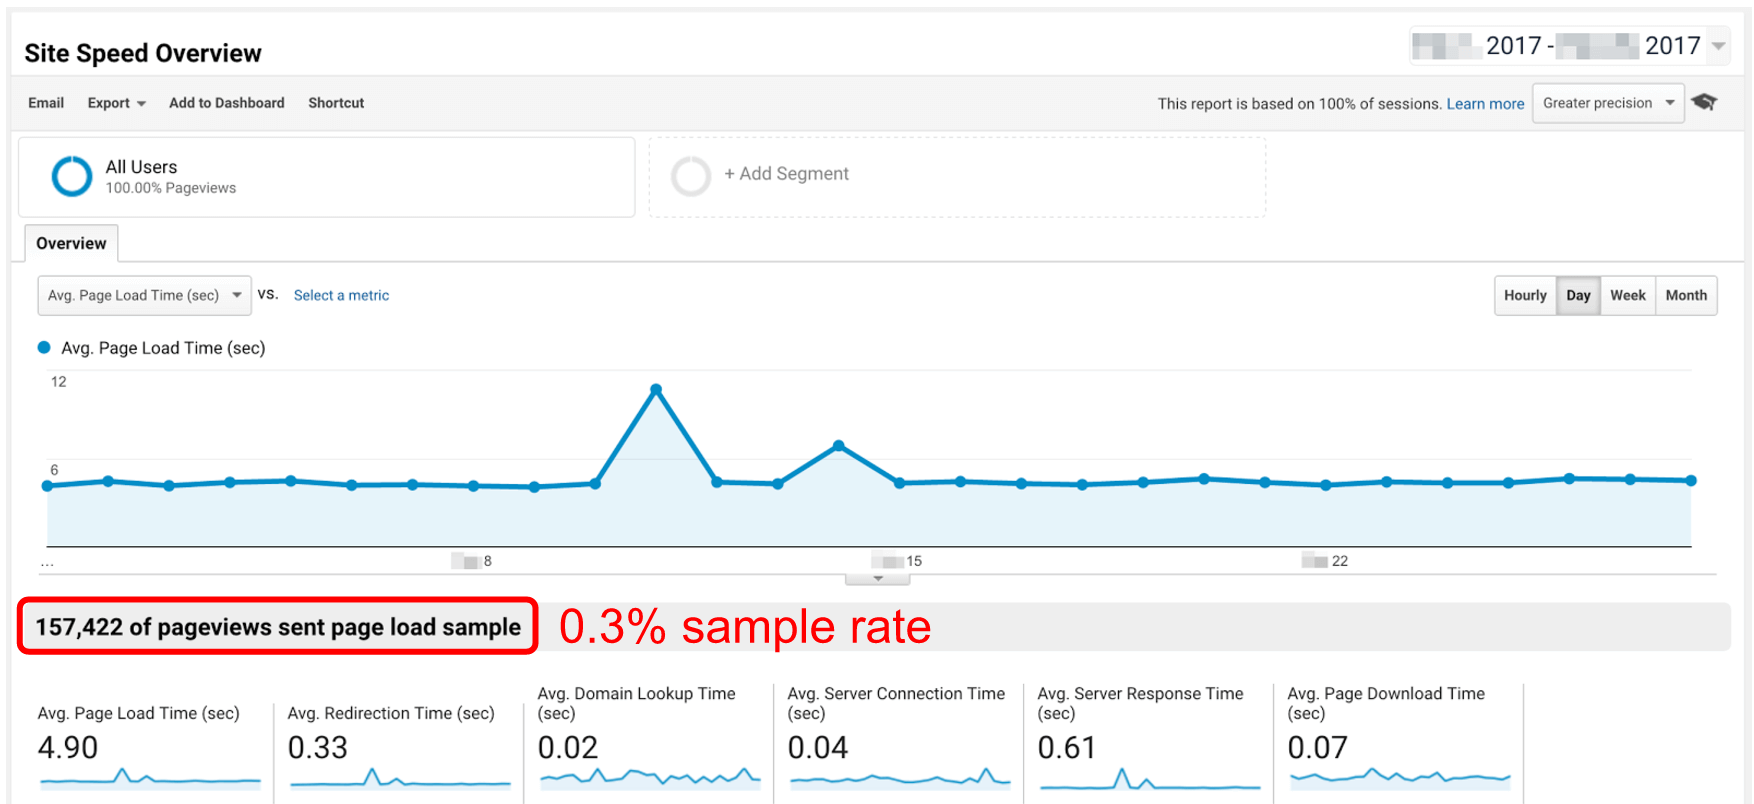 Site Speed Overview
2017 - 2017
Email Export Add to Dashboard Shortcut
This report is based on 100% of sessions. Learn more Greater precision
All Users
100.00% Pageviews
+ Add Segment
Overview
Avg. Page Load Time (sec) VS. Select a metric
Hourly Day Week Month
Avg. Page Load Time (sec)
12
6
... 8 15 22
157,422 of pageviews sent page load sample 0.3% sample rate
Avg. Page Load Time (sec)
4.90
Avg. Redirection Time (sec)
0.33
Avg. Domain Lookup Time
(sec)
0.02
Avg. Server Connection Time
(sec)
0.04
Avg. Server Response Time
(sec)
0.61
Avg. Page Download Time
(sec)
0.07